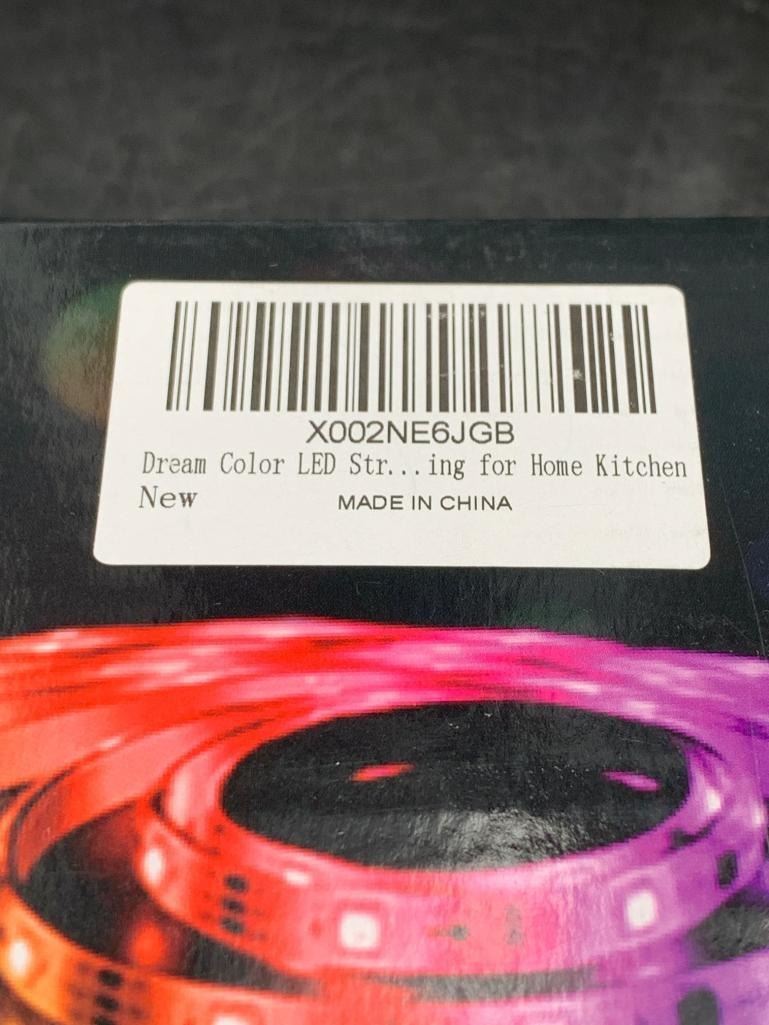 X002NE6JGB
Dream Color LED Str...ing for Home Kitchen
New MADE IN CHINA